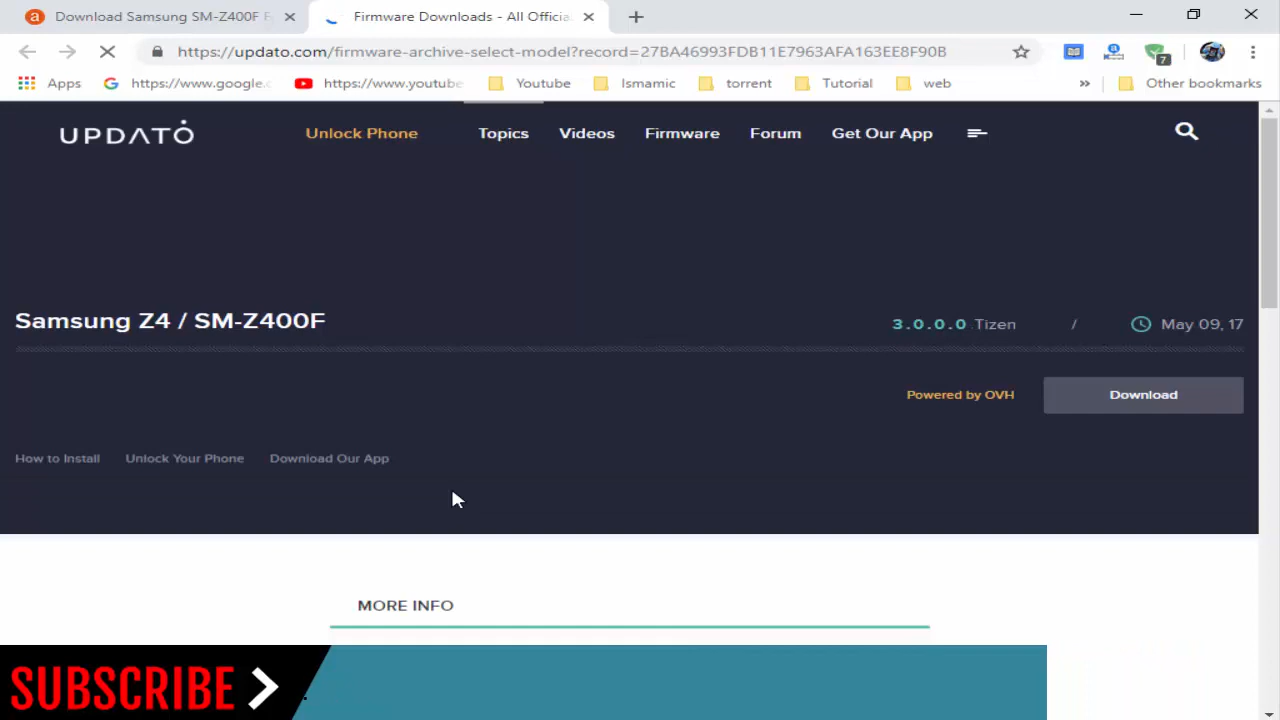 Download Samsung SM-Z400F F
Firmware Downloads - All Officia
https://updato.com/firmware-archive-select-model?record=27BA46993FDB11E7963AFA163EE8F90B
7
Apps
https://www.google.c
https://www.youtube
Youtube
Ismamic
torrent
Tutorial
web
»
Other bookmarks
UPDATO
Unlock Phone
Topics
Videos
Firmware
Forum
Get Our App
Samsung Z4 / SM-Z400F
3.0.0.0 Tizen / May 09, 17
Powered by OVH
Download
How to Install
Unlock Your Phone
Download Our App
MORE INFO
SUBSCRIBE